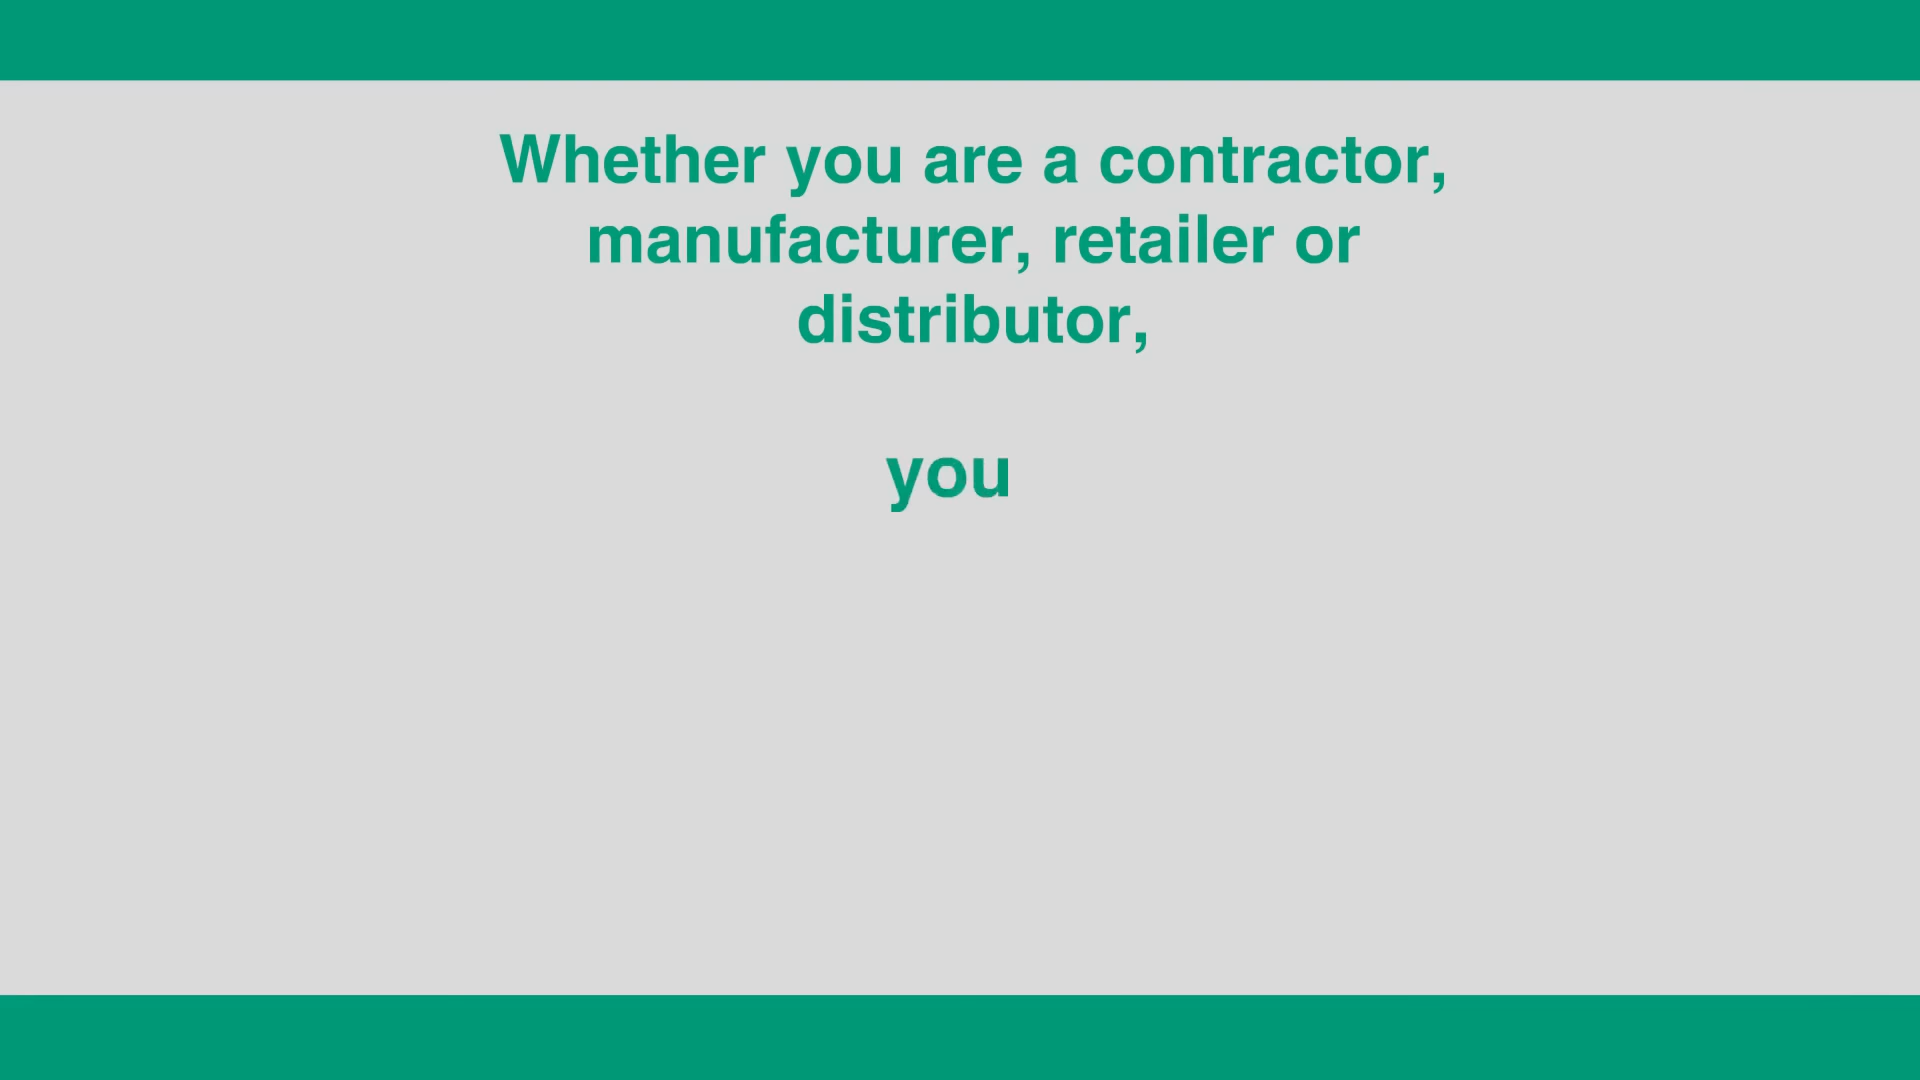 Whether you are a contractor,
manufacturer, retailer or
distributor,
you